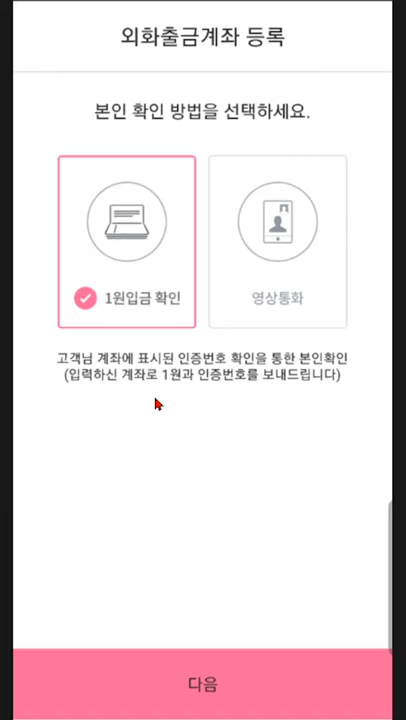 외화출금계좌 등록
본인 확인 방법을 선택하세요.
1원입금 확인
영상통화
고객님 계좌에 표시된 인증번호 확인을 통한 본인확인
(입력하신 계좌로 1원과 인증번호를 보내드립니다)
다음